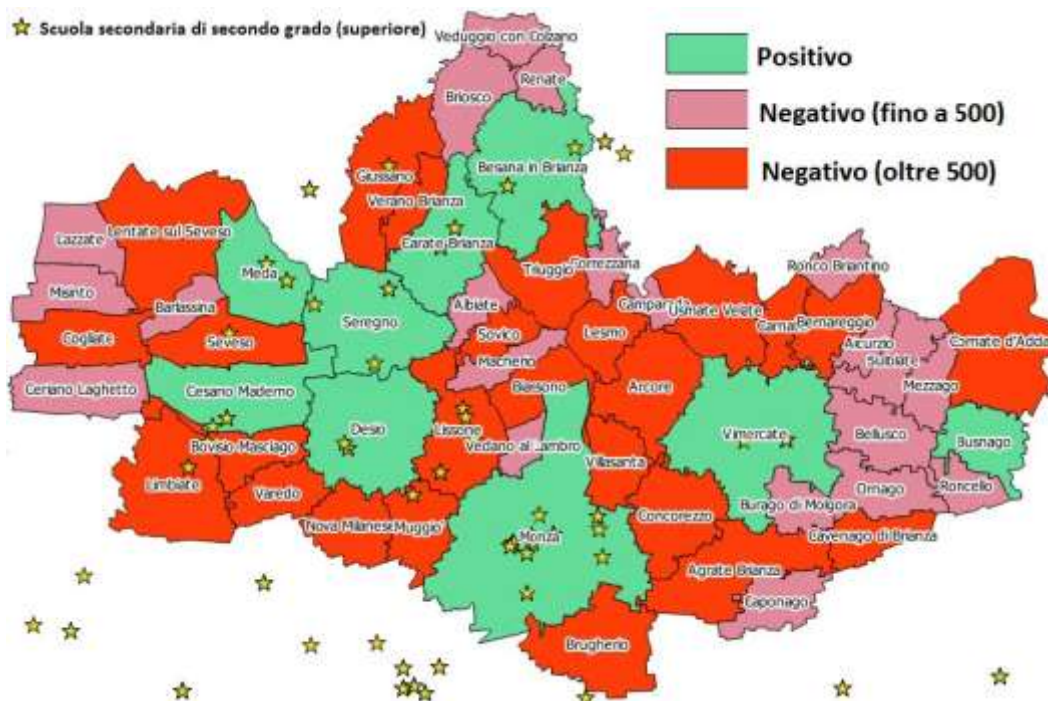 Scuola secondaria di secondo grado (superiore)
Positivo
Negativo (fino a 500)
Negativo (oltre 500)
Veduggio con Colzano
Renate
Briosco
Besana in Brianza
Giussano
Verano Brianza
Carate Brianza
Triuggio
Correzzana
Lazzate
Lentate sul Seveso
Meda
Misinto
Barlassina
Seregno
Albiate
Ronco Briantino
Usmate Velate
Bernareggio
Cogliate
Seveso
Sovico
Lesmo
Macherio
Aicurzio
Sulbiate
Cornate d'Adda
Ceriano Laghetto
Cesano Maderno
Biassono
Arcore
Mezzago
Desio
Lissone
Bovisio-Masciago
Vedano al Lambro
Vimercate
Bellusco
Busnago
Limbiate
Varedo
Villasanta
Burago di Molgora
Ornago
Roncello
Nova Milanese
Muggio'
Monza
Concorezzo
Cavenago di Brianza
Agrate Brianza
Caponago
Brugherio